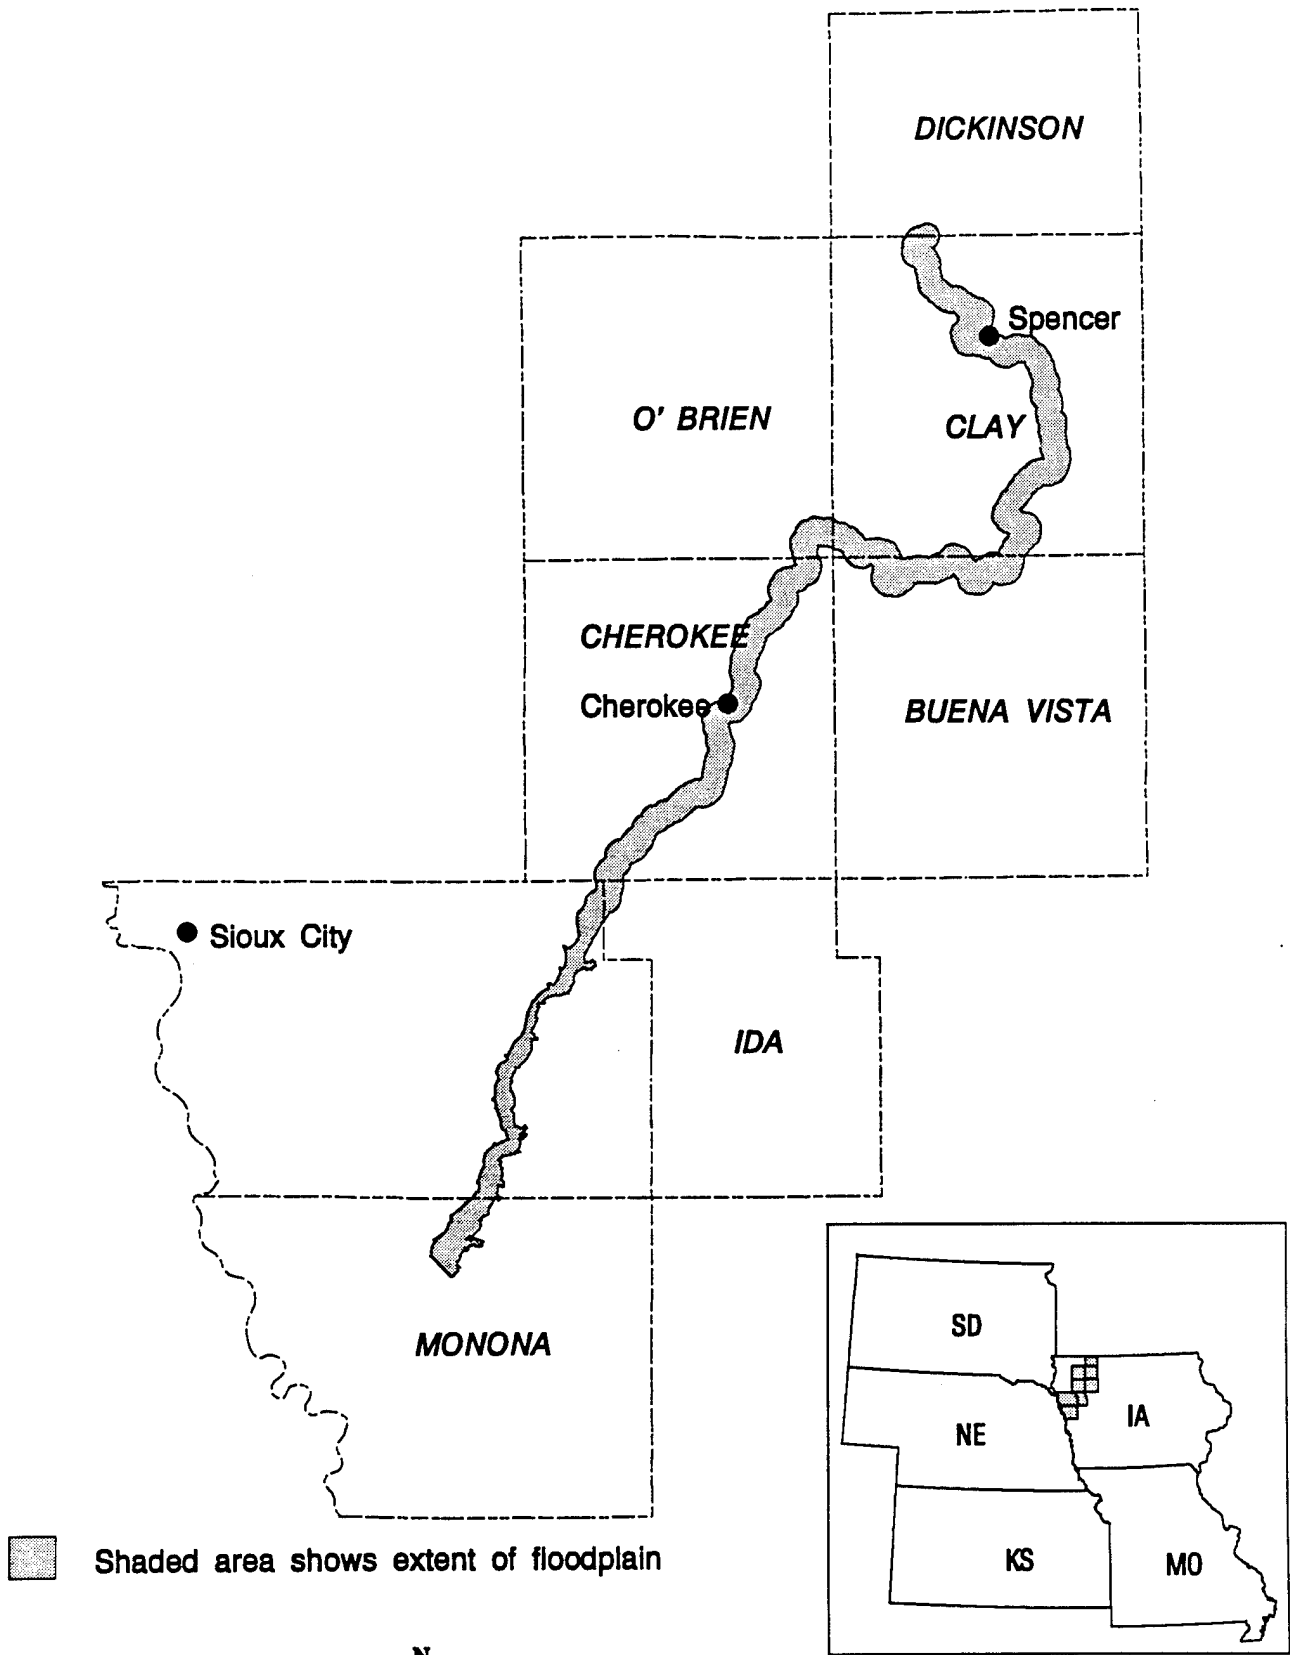 DICKINSON
Spencer
O' BRIEN
CLAY
CHEROKEE
Cherokee
BUENA VISTA
Sioux City
IDA
MONONA
SD
NE
IA
KS
MO
Shaded area shows extent of floodplain
N